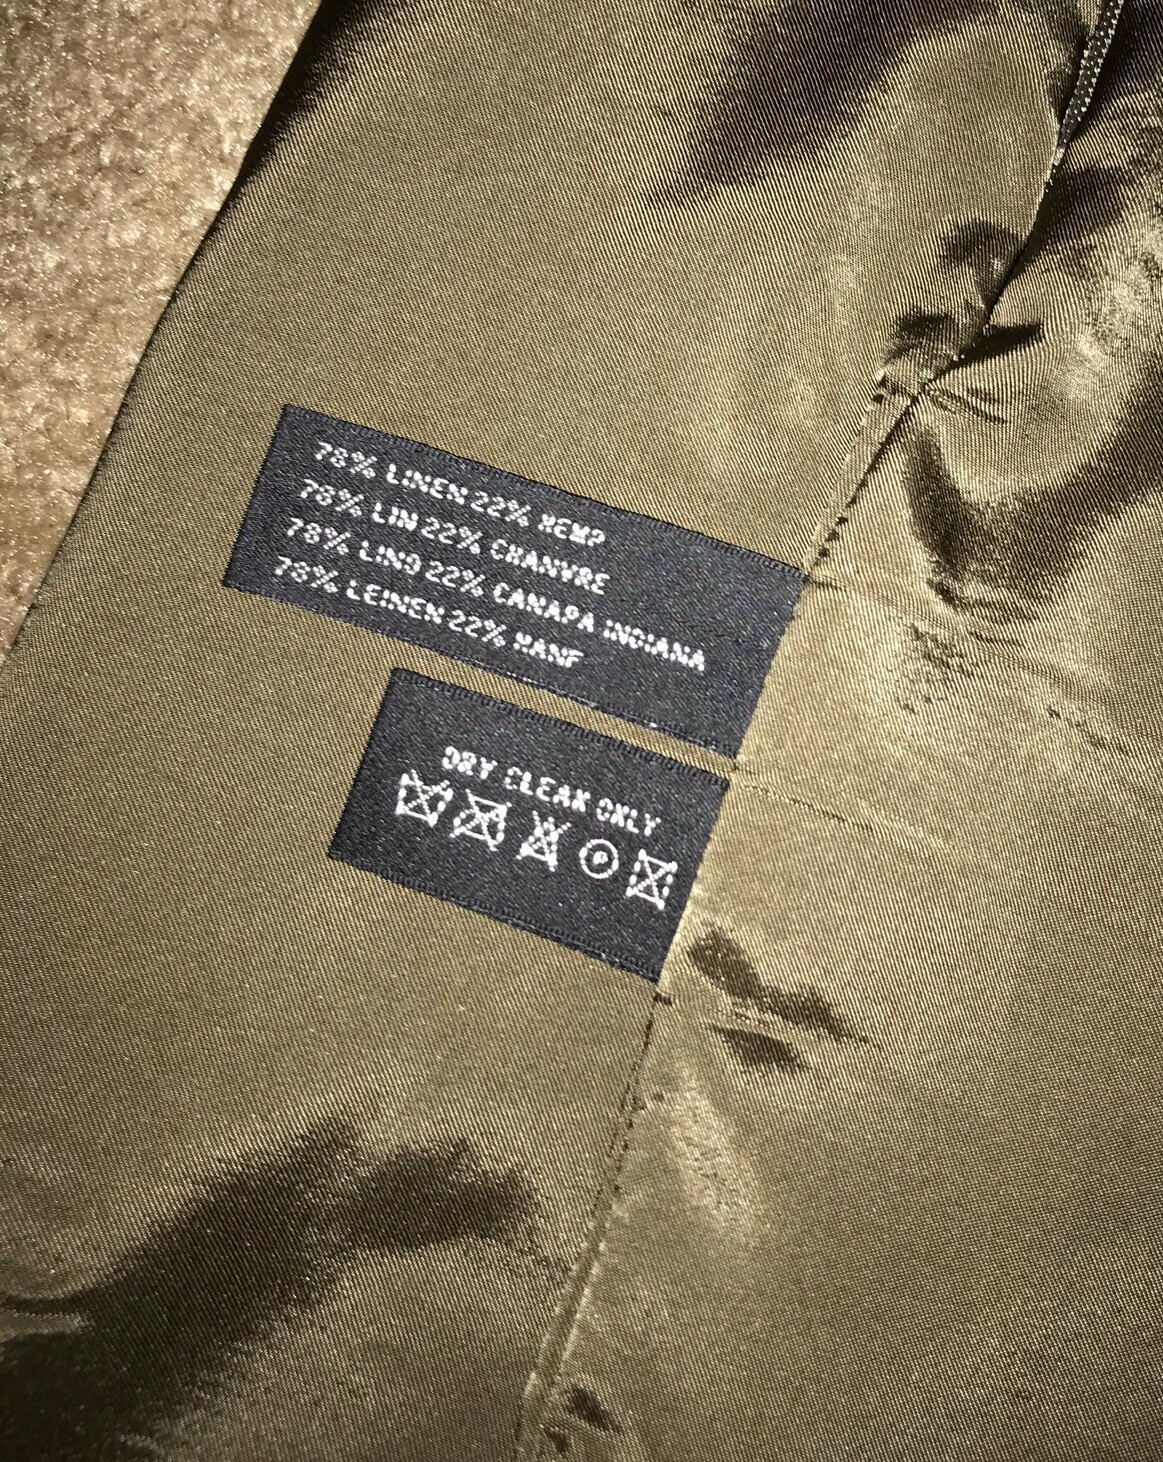 78% LINEN 22% HEMP
78% LIN 22% CHANVRE
78% LINO 22% CANAPA INDIANA
78% LEINEN 22% HANF
DRY CLEAN ONLY
P